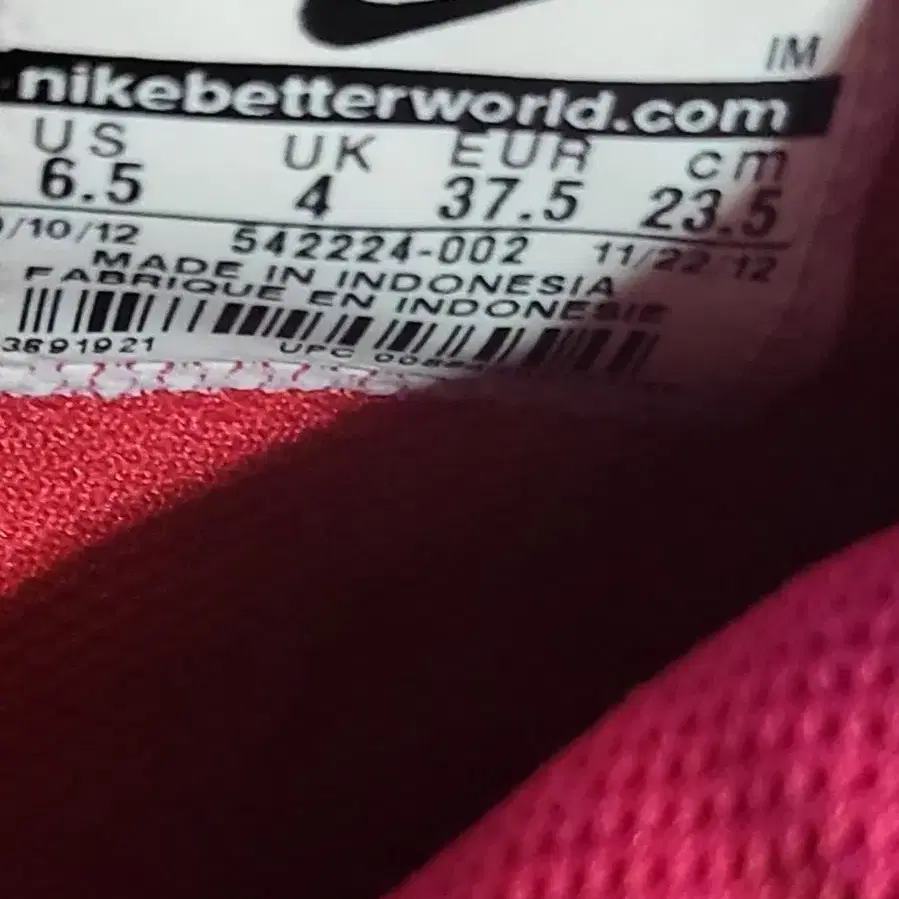 IM
nikebetterworld.com
US UK EUR cm
6.5 4 37.5 23.5
/10/12 542224-002 11/22/12
MADE IN INDONESIA
FABRIQUE EN INDONESIE
3691921 UPC